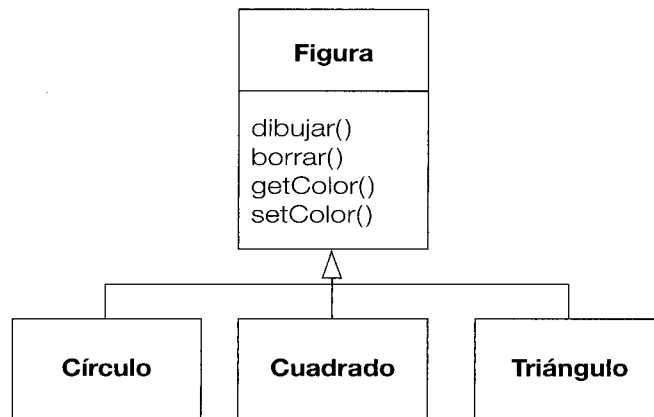 Figura
dibujar()
borrar()
getColor()
setColor()
Círculo
Cuadrado
Triángulo